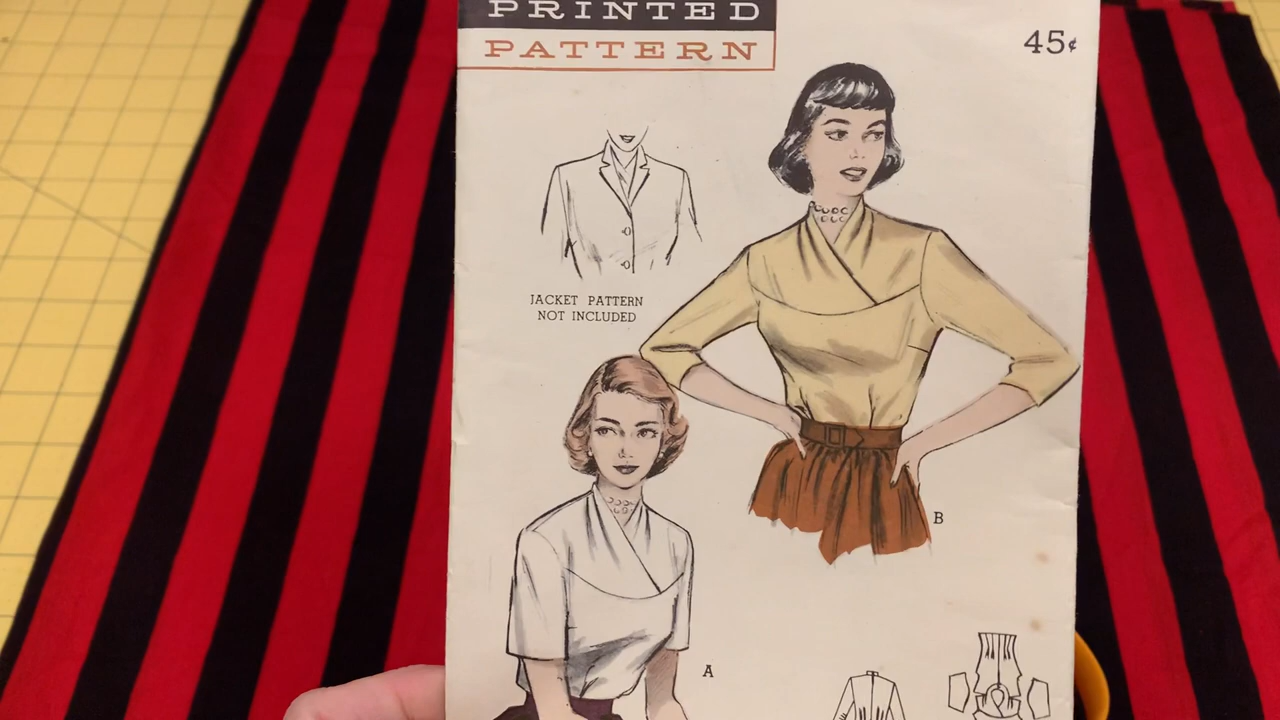 PRINTED
PATTERN
45¢
JACKET PATTERN
NOT INCLUDED
B
A